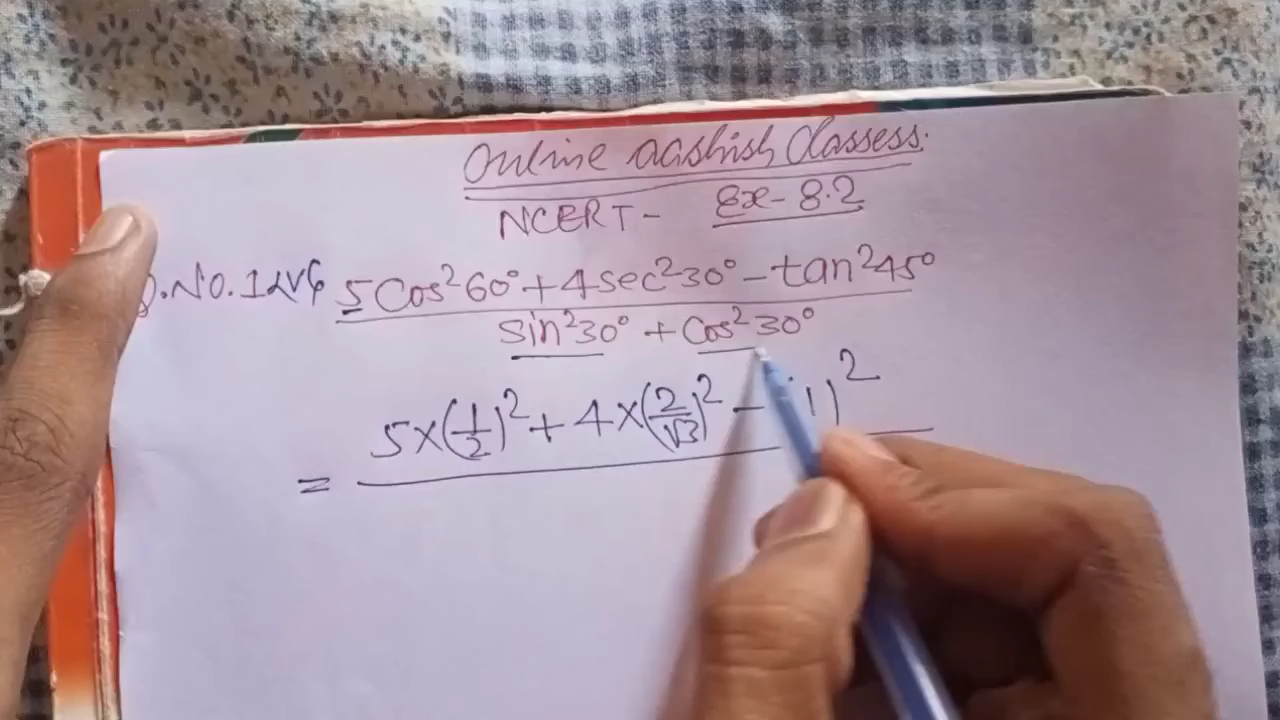 Online aashish Classess.
NCERT - Ex- 8.2
Q.No.1 (v) 5Cos²60° + 4sec²30° - tan²45°
sin²30° + Cos²30°
5×(1/2)² + 4×(2/√3)² - (1)²
=